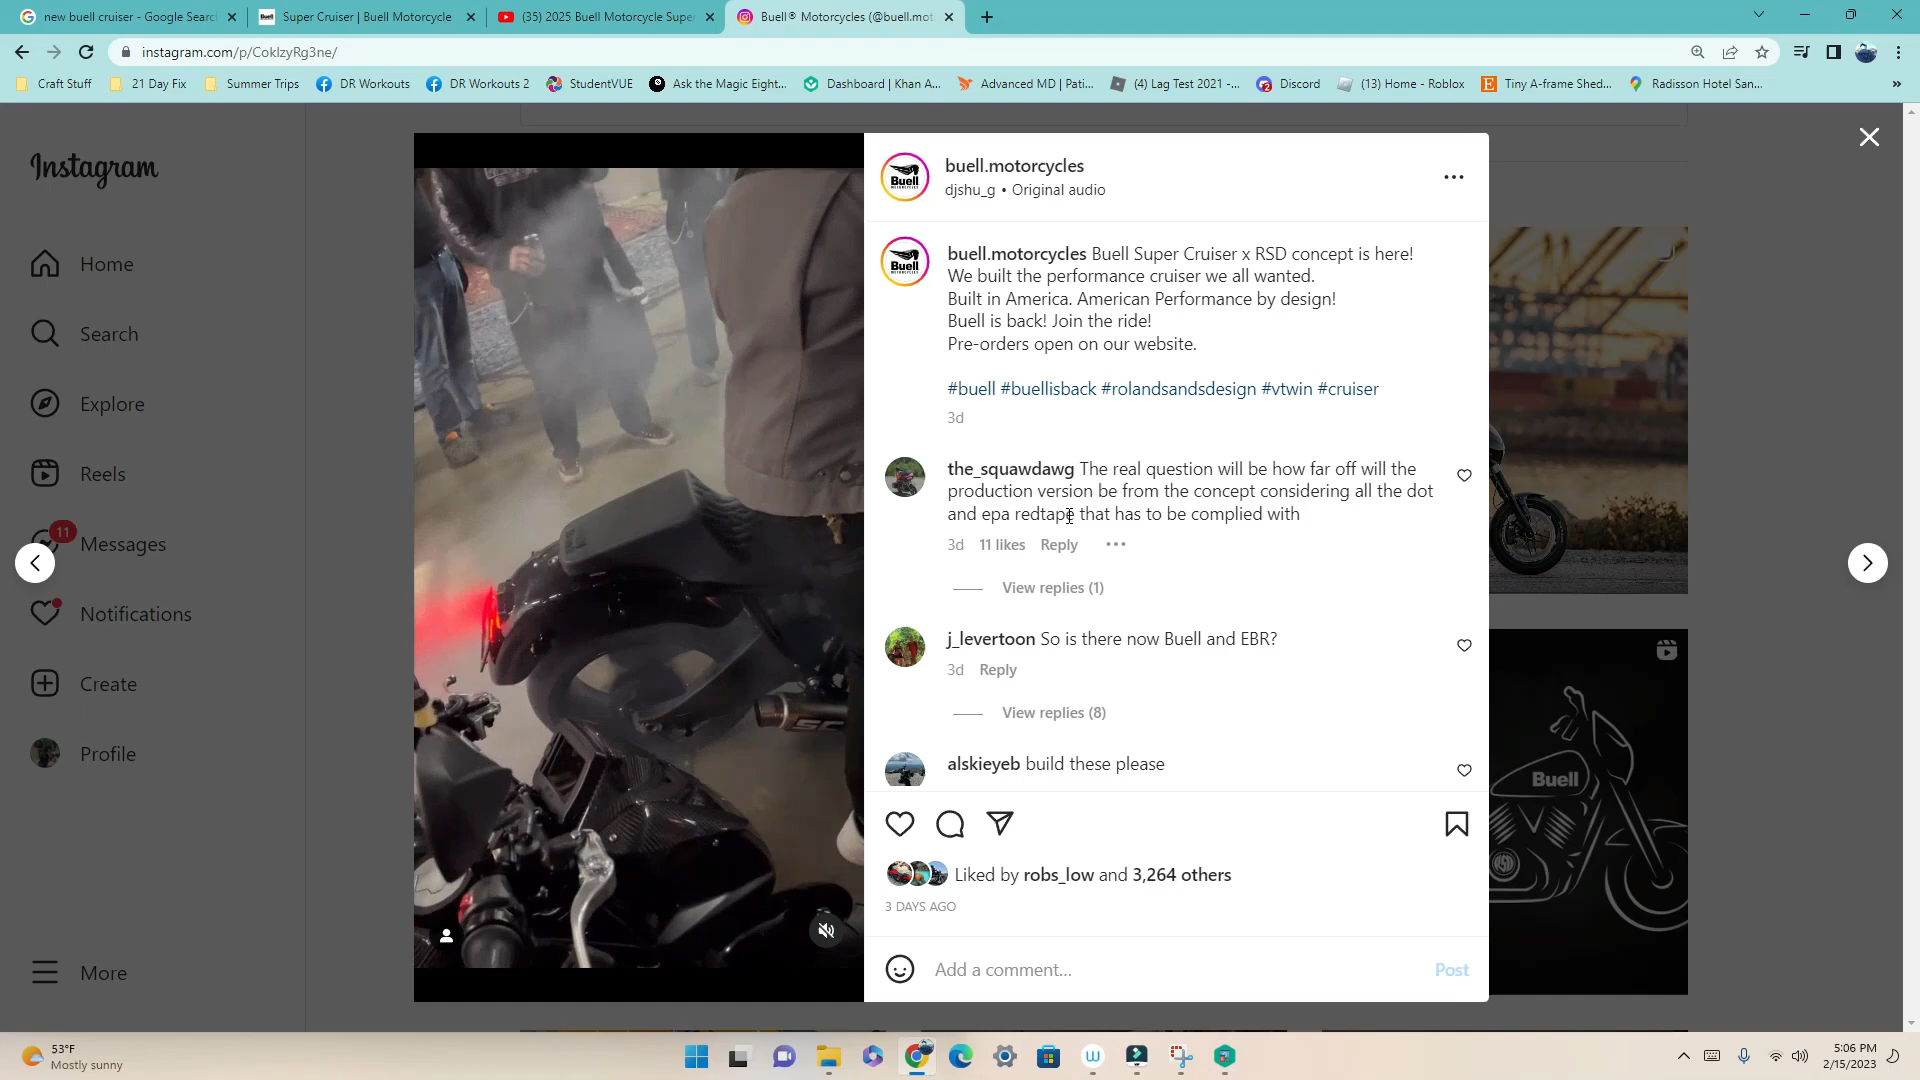 new buell cruiser - Google Searc
Super Cruiser | Buell Motorcycle
(35) 2025 Buell Motorcycle Super
Buell® Motorcycles (@buell.mot
instagram.com/p/CoklzyRg3ne/
Craft Stuff
21 Day Fix
Summer Trips
DR Workouts
DR Workouts 2
StudentVUE
Ask the Magic Eight...
Dashboard | Khan A...
Advanced MD | Pati...
(4) Lag Test 2021 -...
Discord
(13) Home - Roblox
Tiny A-frame Shed...
Radisson Hotel San...
Instagram
Home
Search
Explore
Reels
11
Messages
Notifications
Create
Profile
More
Buell
buell.motorcycles
djshu_g • Original audio
Buell
buell.motorcycles Buell Super Cruiser x RSD concept is here!
We built the performance cruiser we all wanted.
Built in America. American Performance by design!
Buell is back! Join the ride!
Pre-orders open on our website.
#buell #buellisback #rolandsandsdesign #vtwin #cruiser
3d
the_squawdawg The real question will be how far off will the
production version be from the concept considering all the dot
and epa redtape that has to be complied with
3d 11 likes Reply
View replies (1)
j_levertoon So is there now Buell and EBR?
3d Reply
View replies (8)
alskieyeb build these please
Liked by robs_low and 3,264 others
3 DAYS AGO
Add a comment...
Post
Buell
53°F
Mostly sunny
5:06 PM
2/15/2023